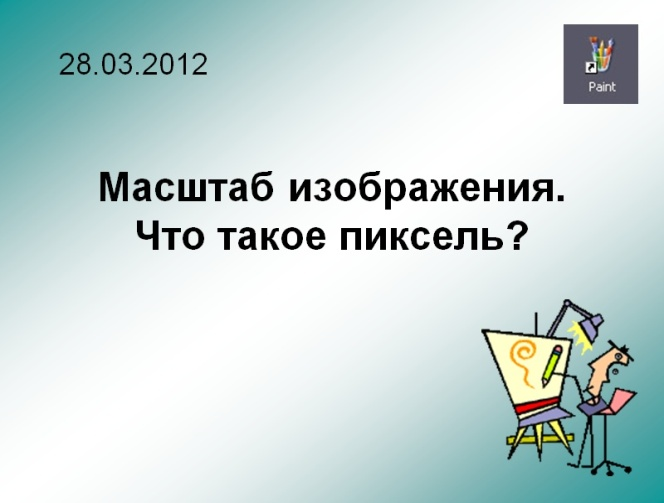 28.03.2012
Paint
Масштаб изображения.
Что такое пиксель?